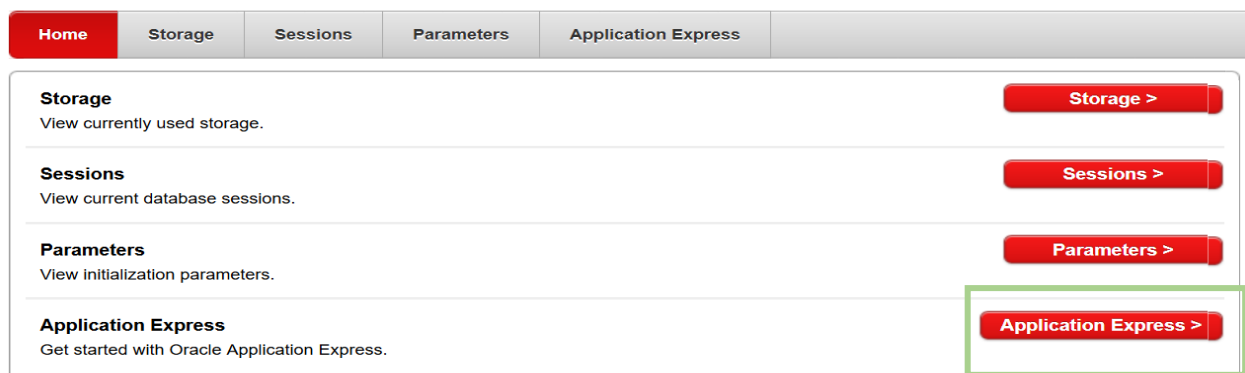 Home Storage Sessions Parameters Application Express
Storage
Storage >
View currently used storage.
Sessions
Sessions >
View current database sessions.
Parameters
Parameters >
View initialization parameters.
Application Express
Application Express >
Get started with Oracle Application Express.